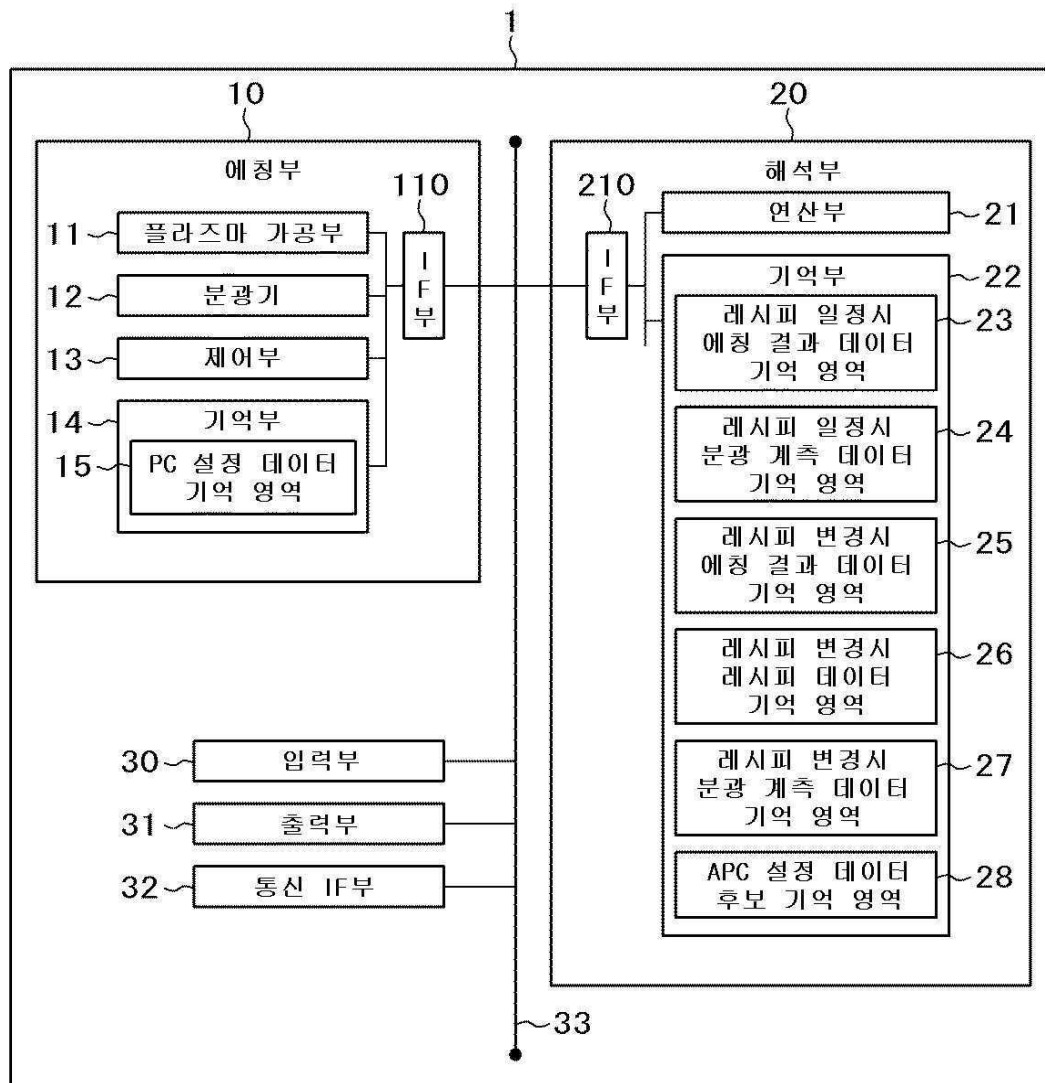 1
10
에칭부
110
11
플라즈마 가공부
12
분광기
13
제어부
14
기억부
15
PC 설정 데이터
기억 영역
IF부
20
해석부
210
IF부
연산부
21
기억부
22
레시피 일정시
에칭 결과 데이터
기억 영역
23
레시피 일정시
분광 계측 데이터
기억 영역
24
레시피 변경시
에칭 결과 데이터
기억 영역
25
레시피 변경시
레시피 데이터
기억 영역
26
레시피 변경시
분광 계측 데이터
기억 영역
27
APC 설정 데이터
후보 기억 영역
28
30
입력부
31
출력부
32
통신 IF부
33